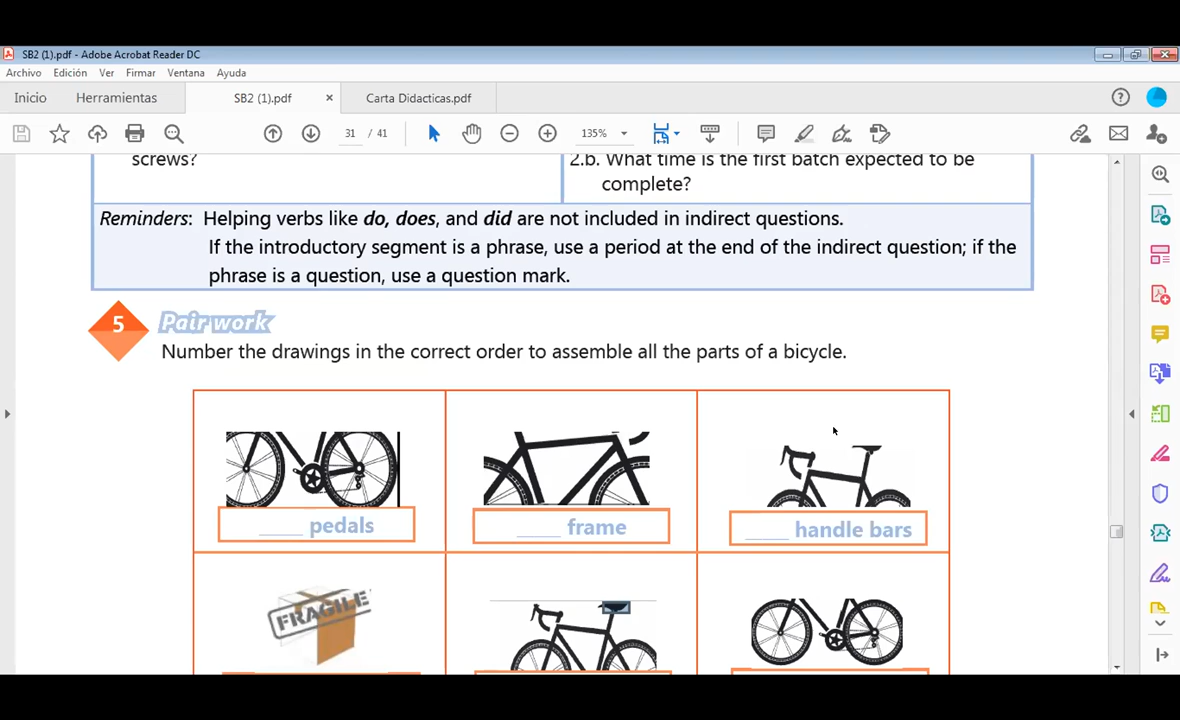 SB2 (1).pdf - Adobe Acrobat Reader DC
Archivo Edición Ver Firmar Ventana Ayuda
Inicio Herramientas SB2 (1).pdf × Carta Didacticas.pdf
31 / 41 135%
screws?
2.b. What time is the first batch expected to be
complete?
Reminders: Helping verbs like do, does, and did are not included in indirect questions.
If the introductory segment is a phrase, use a period at the end of the indirect question; if the
phrase is a question, use a question mark.
5 Pair work
Number the drawings in the correct order to assemble all the parts of a bicycle.
_____ pedals
_____ frame
_____ handle bars
FRAGILE